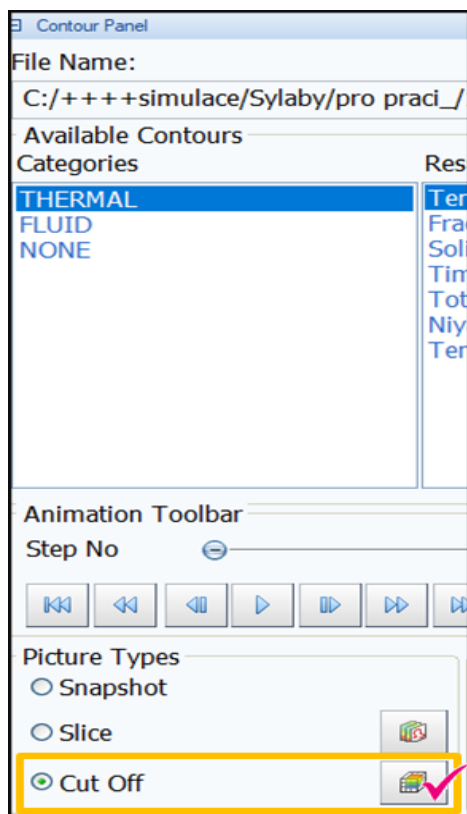 Contour Panel
File Name:
C:/++++simulace/Sylaby/pro praci_/
Available Contours
Categories Res
THERMAL Ter
FLUID Fra
NONE Soli
Tim
Tot
Niy
Ter
Animation Toolbar
Step No
Picture Types
Snapshot
Slice
Cut Off